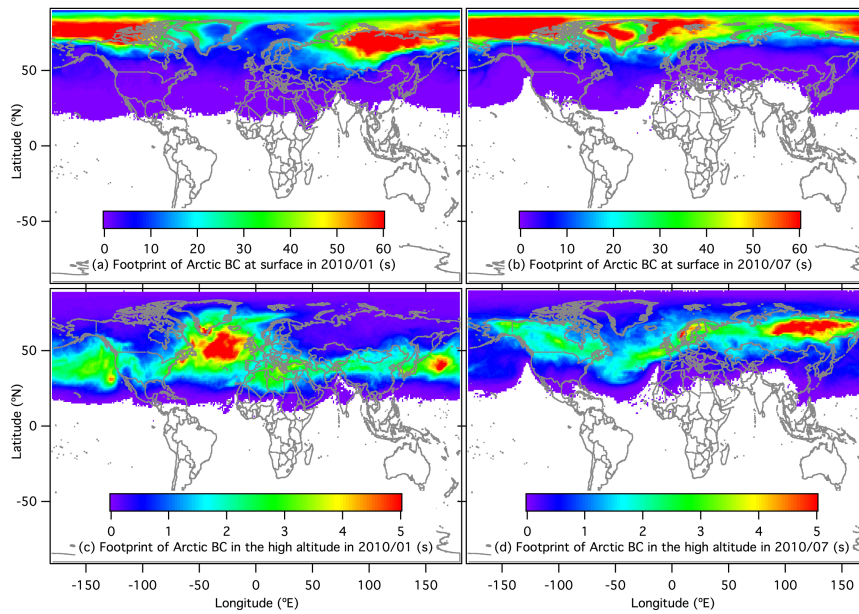 50
0
-50
Latitude (ºN)
0 10 20 30 40 50 60
(a) Footprint of Arctic BC at surface in 2010/01 (s)
0 10 20 30 40 50 60
(b) Footprint of Arctic BC at surface in 2010/07 (s)
50
0
-50
Latitude (ºN)
0 1 2 3 4 5
(c) Footprint of Arctic BC in the high altitude in 2010/01 (s)
0 1 2 3 4 5
(d) Footprint of Arctic BC in the high altitude in 2010/07 (s)
-150 -100 -50 0 50 100 150
Longitude (ºE)
-150 -100 -50 0 50 100 150
Longitude (ºE)